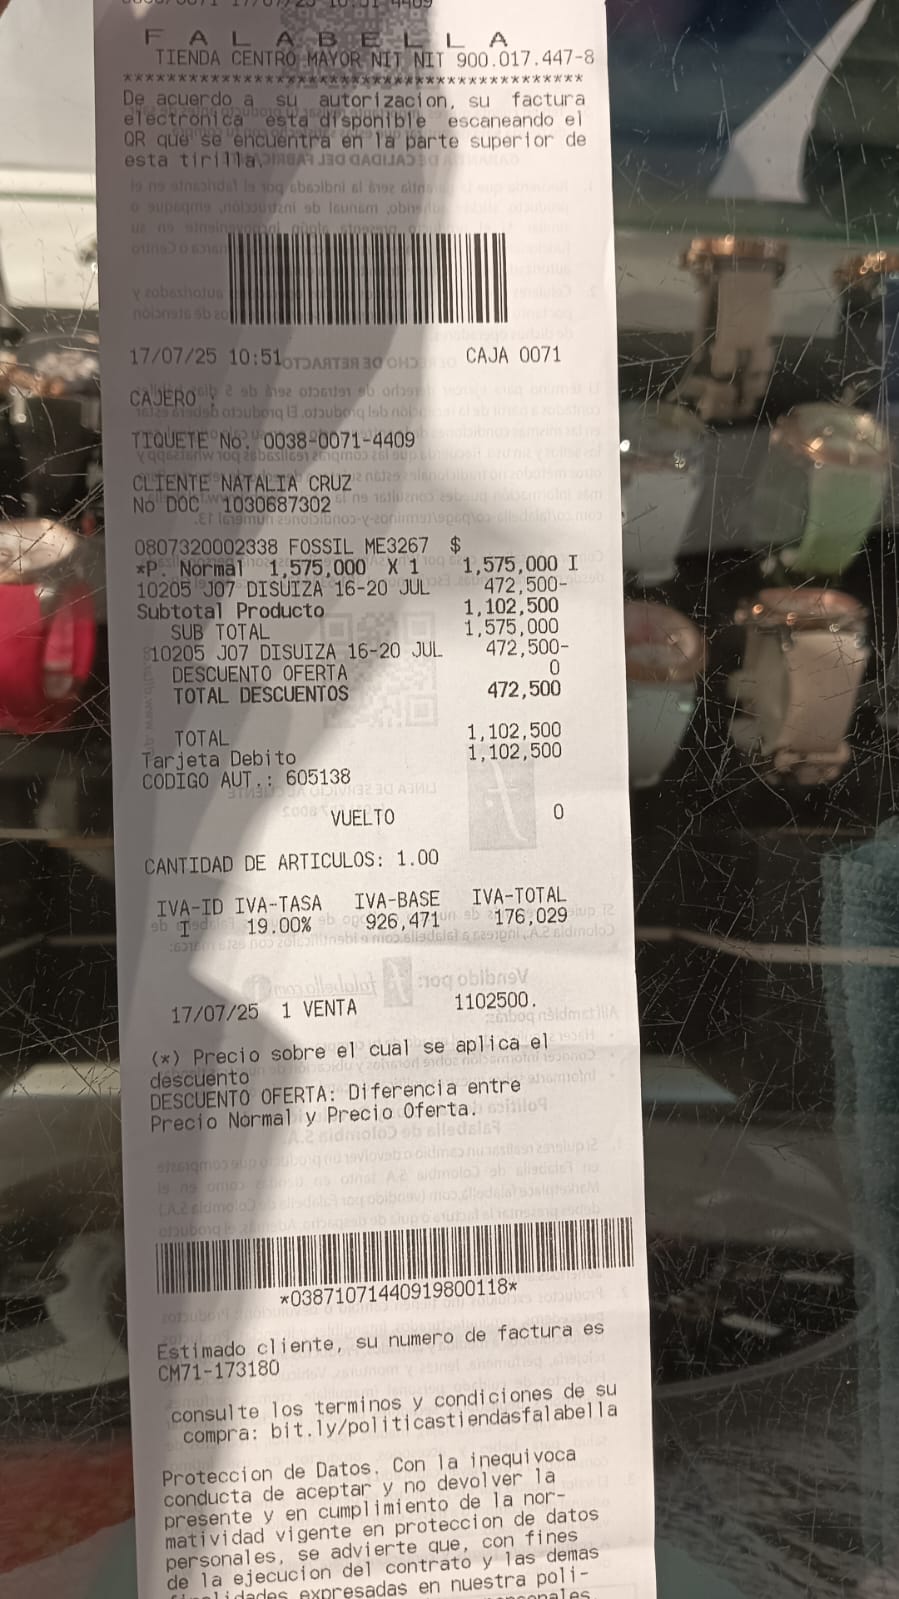 F A L A B E L L A
TIENDA CENTRO MAYOR NIT NIT 900.017.447-8
******************************************
De acuerdo a su autorizacion, su factura
electronica esta disponible escaneando el
QR que se encuentra en la parte superior de
esta tirilla.
17/07/25 10:51 CAJA 0071
CAJERO :
TIQUETE No. 0038-0071-4409
CLIENTE NATALIA CRUZ
No DOC 1030687302
0807320002338 FOSSIL ME3267 $
*P. Normal 1,575,000 X 1 1,575,000 I
10205 J07 DISUIZA 16-20 JUL 472,500-
Subtotal Producto 1,102,500
SUB TOTAL 1,575,000
10205 J07 DISUIZA 16-20 JUL 472,500-
DESCUENTO OFERTA 0
TOTAL DESCUENTOS 472,500
TOTAL 1,102,500
Tarjeta Debito 1,102,500
CODIGO AUT.: 605138
VUELTO 0
CANTIDAD DE ARTICULOS: 1.00
IVA-ID IVA-TASA IVA-BASE IVA-TOTAL
I 19.00% 926,471 176,029
17/07/25 1 VENTA 1102500.
(*) Precio sobre el cual se aplica el
descuento
DESCUENTO OFERTA: Diferencia entre
Precio Normal y Precio Oferta.
*03871071440919800118*
Estimado cliente, su numero de factura es
CM71-173180
consulte los terminos y condiciones de su
compra: bit.ly/politicastiendasfalabella
Proteccion de Datos. Con la inequivoca
conducta de aceptar y no devolver la
presente y en cumplimiento de la nor-
matividad vigente en proteccion de datos
personales, se advierte que, con fines
de la ejecucion del contrato y las demas
expresadas en nuestra poli-